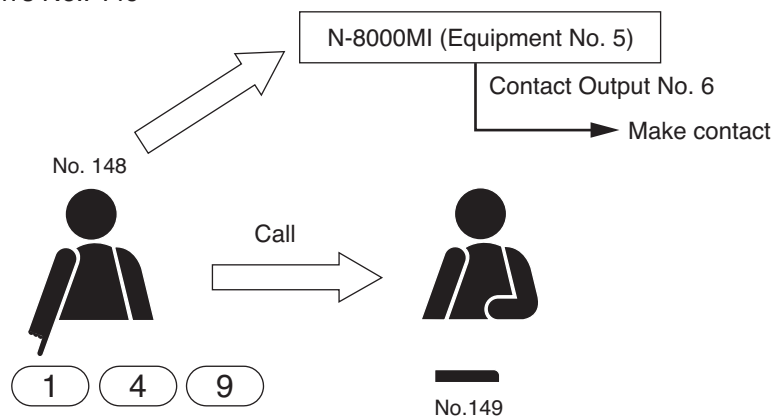 N-8000MI (Equipment No. 5)
Contact Output No. 6
Make contact
No. 148
Call
1 4 9
No.149